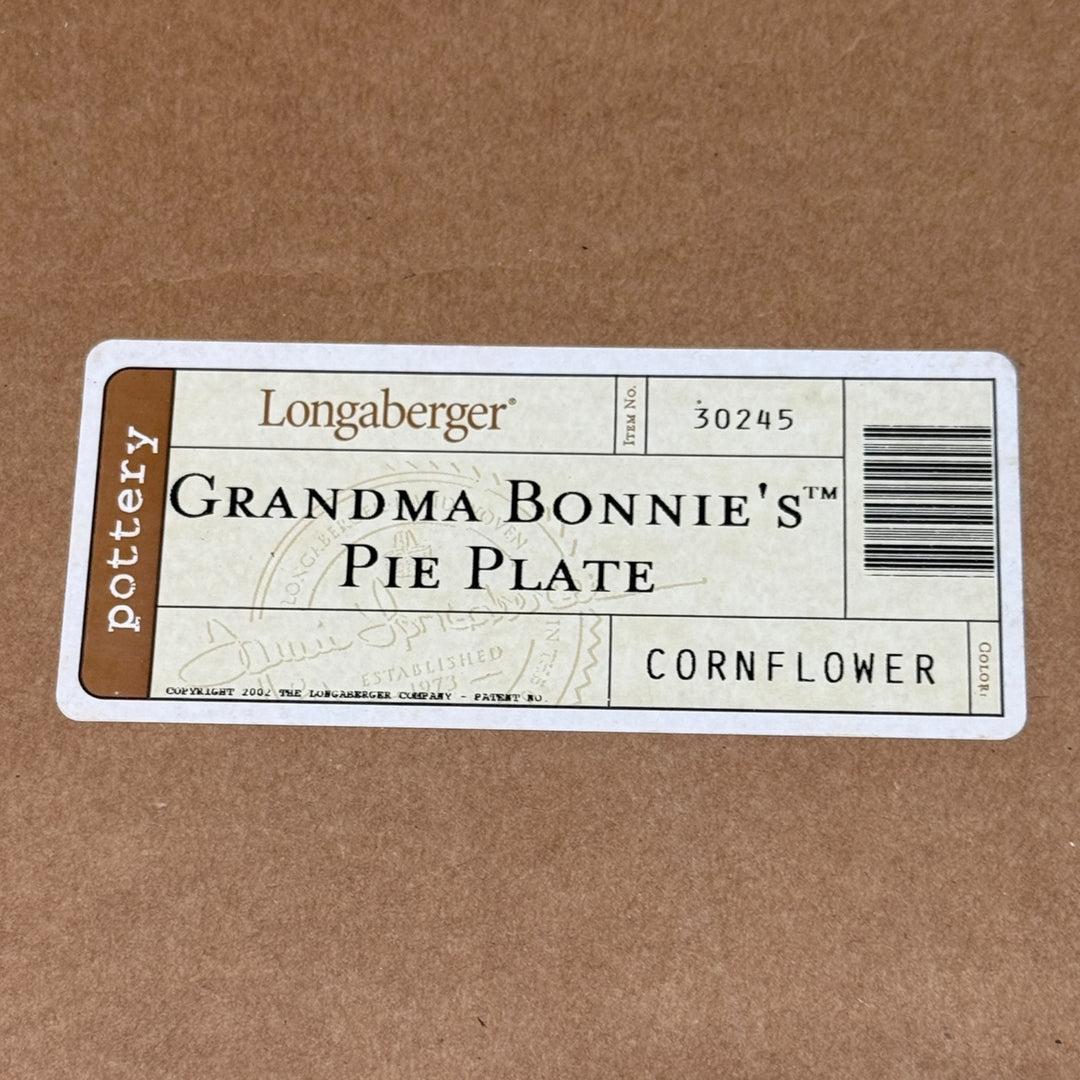 pottery
Longaberger®
ITEM NO.
30245
GRANDMA BONNIE'S™
PIE PLATE
ESTABLISHED
1973
COPYRIGHT 2002 THE LONGABERGER COMPANY - PATENT NO.
CORNFLOWER
COLOR: